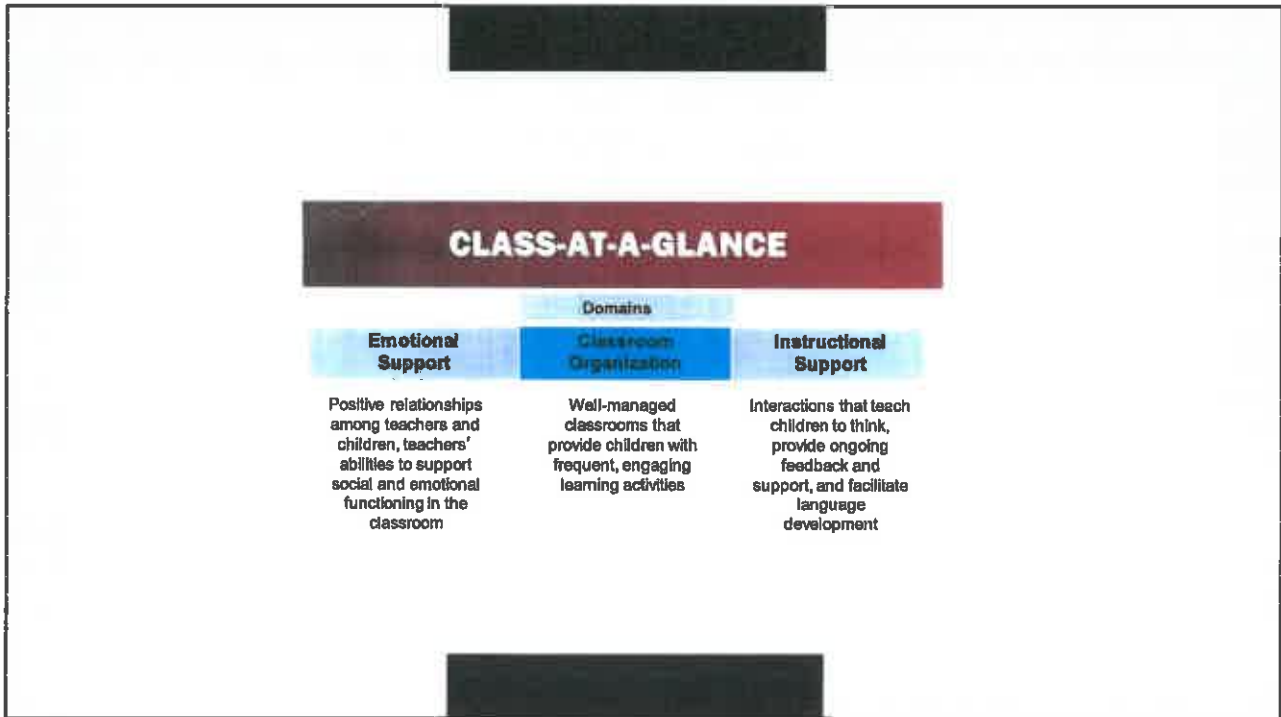 CLASS-AT-A-GLANCE
Domains
Emotional
Support
Classroom
Organization
Instructional
Support
Positive relationships
among teachers and
children, teachers'
abilities to support
social and emotional
functioning in the
classroom
Well-managed
classrooms that
provide children with
frequent, engaging
learning activities
Interactions that teach
children to think,
provide ongoing
feedback and
support, and facilitate
language
development